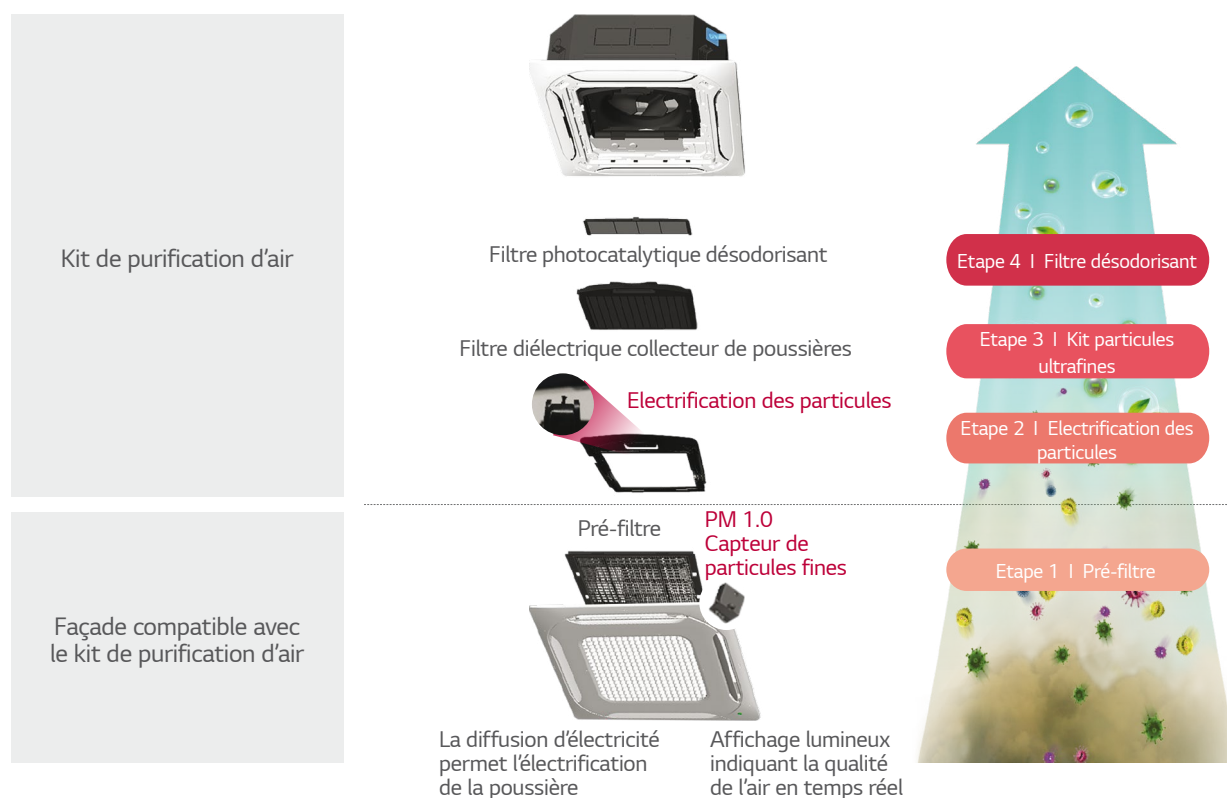 Kit de purification d'air
Filtre photocatalytique désodorisant
Filtre diélectrique collecteur de poussières
Electrification des particules
Etape 4 I Filtre désodorisant
Etape 3 I Kit particules
ultrafines
Etape 2 I Electrification des
particules
Façade compatible avec
le kit de purification d'air
Pré-filtre
PM 1.0
Capteur de
particules fines
Etape 1 I Pré-filtre
La diffusion d'électricité
permet l'électrification
de la poussière
Affichage lumineux
indiquant la qualité
de l'air en temps réel